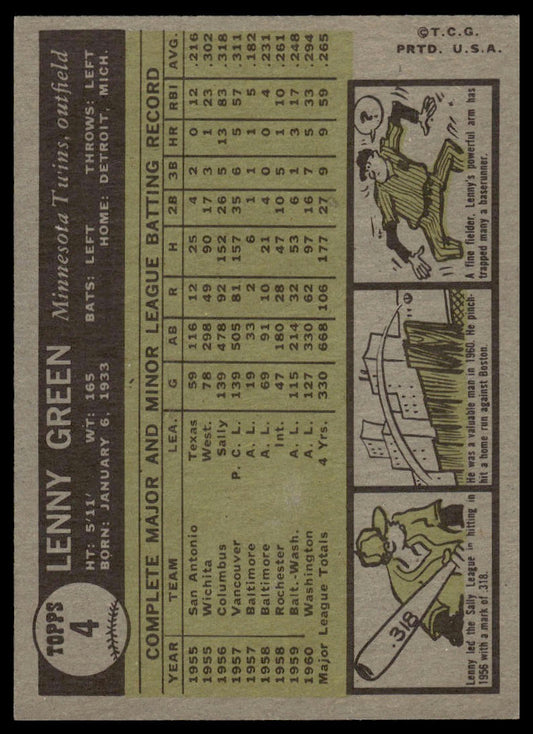 TOPPS
4
LENNY GREEN Minnesota Twins, outfield
HT: 5'11' WT: 165 BATS: LEFT THROWS: LEFT
BORN: JANUARY 6, 1933 HOME: DETROIT, MICH.
COMPLETE MAJOR AND MINOR LEAGUE BATTING RECORD
YEAR TEAM LEA. G AB R H 2B 3B HR RBI AVG.
1955 San Antonio Texas 59 116 12 25 4 2 0 12 .216
1955 Wichita West. 78 298 49 90 17 3 1 23 .302
1956 Columbus Sally 139 478 92 152 26 5 13 83 .318
1957 Vancouver P. C. L. 139 505 81 157 35 6 5 57 .311
1957 Baltimore A. L. 19 33 2 6 1 1 1 5 .182
1958 Baltimore A. L. 69 91 10 21 4 0 0 4 .231
1958 Rochester Int. 47 180 28 47 10 5 1 10 .261
1959 Balt.-Wash. A. L. 115 214 32 53 6 1 3 17 .248
1960 Washington A. L. 127 330 62 97 16 7 5 33 .294
Major League Totals 4 Yrs. 330 668 106 177 27 9 9 59 .265
.318
Lenny led the Sally League in hitting in
1956 with a mark of .318.
He was a valuable man in 1960. He pinch-
hit a home run against Boston.
?
A fine fielder. Lenny's powerful arm has
trapped many a baserunner.
©T.C.G.
PRTD. U.S.A.